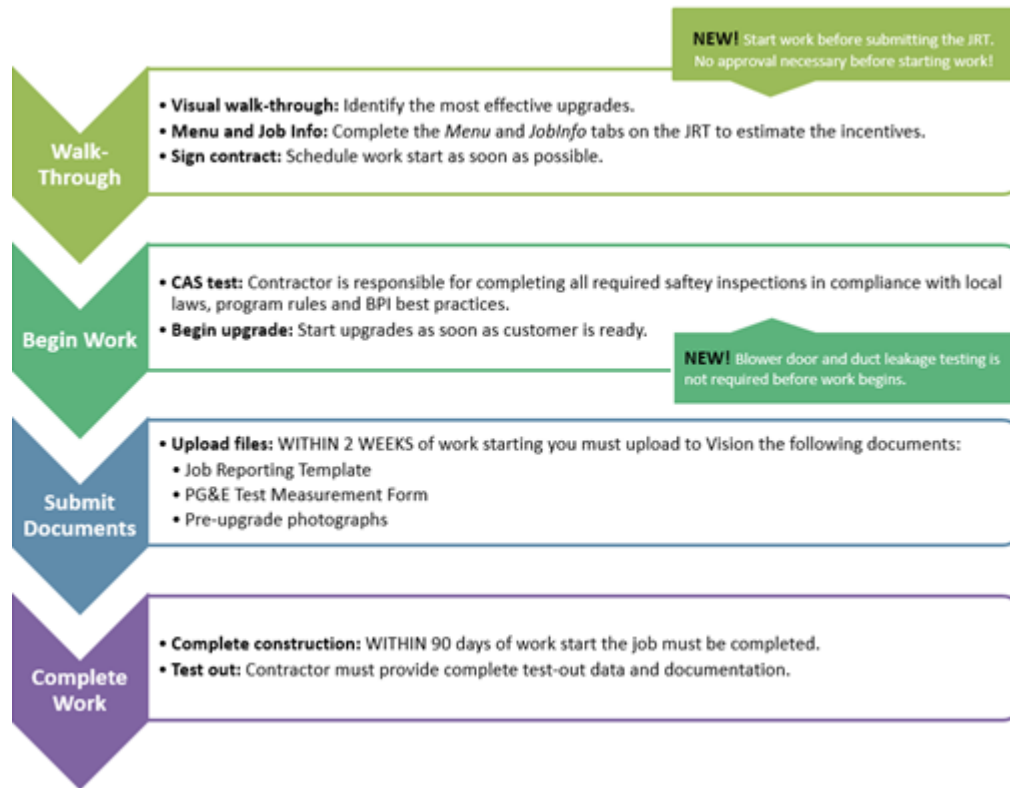 NEW! Start work before submitting the JRT.
No approval necessary before starting work!
Walk-
Through
• Visual walk-through: Identify the most effective upgrades.
• Menu and Job Info: Complete the Menu and JobInfo tabs on the JRT to estimate the incentives.
• Sign contract: Schedule work start as soon as possible.
Begin Work
• CAS test: Contractor is responsible for completing all required saftey inspections in compliance with local
laws, program rules and BPI best practices.
• Begin upgrade: Start upgrades as soon as customer is ready.
NEW! Blower door and duct leakage testing is
not required before work begins.
Submit
Documents
• Upload files: WITHIN 2 WEEKS of work starting you must upload to Vision the following documents:
• Job Reporting Template
• PG&E Test Measurement Form
• Pre-upgrade photographs
Complete
Work
• Complete construction: WITHIN 90 days of work start the job must be completed.
• Test out: Contractor must provide complete test-out data and documentation.